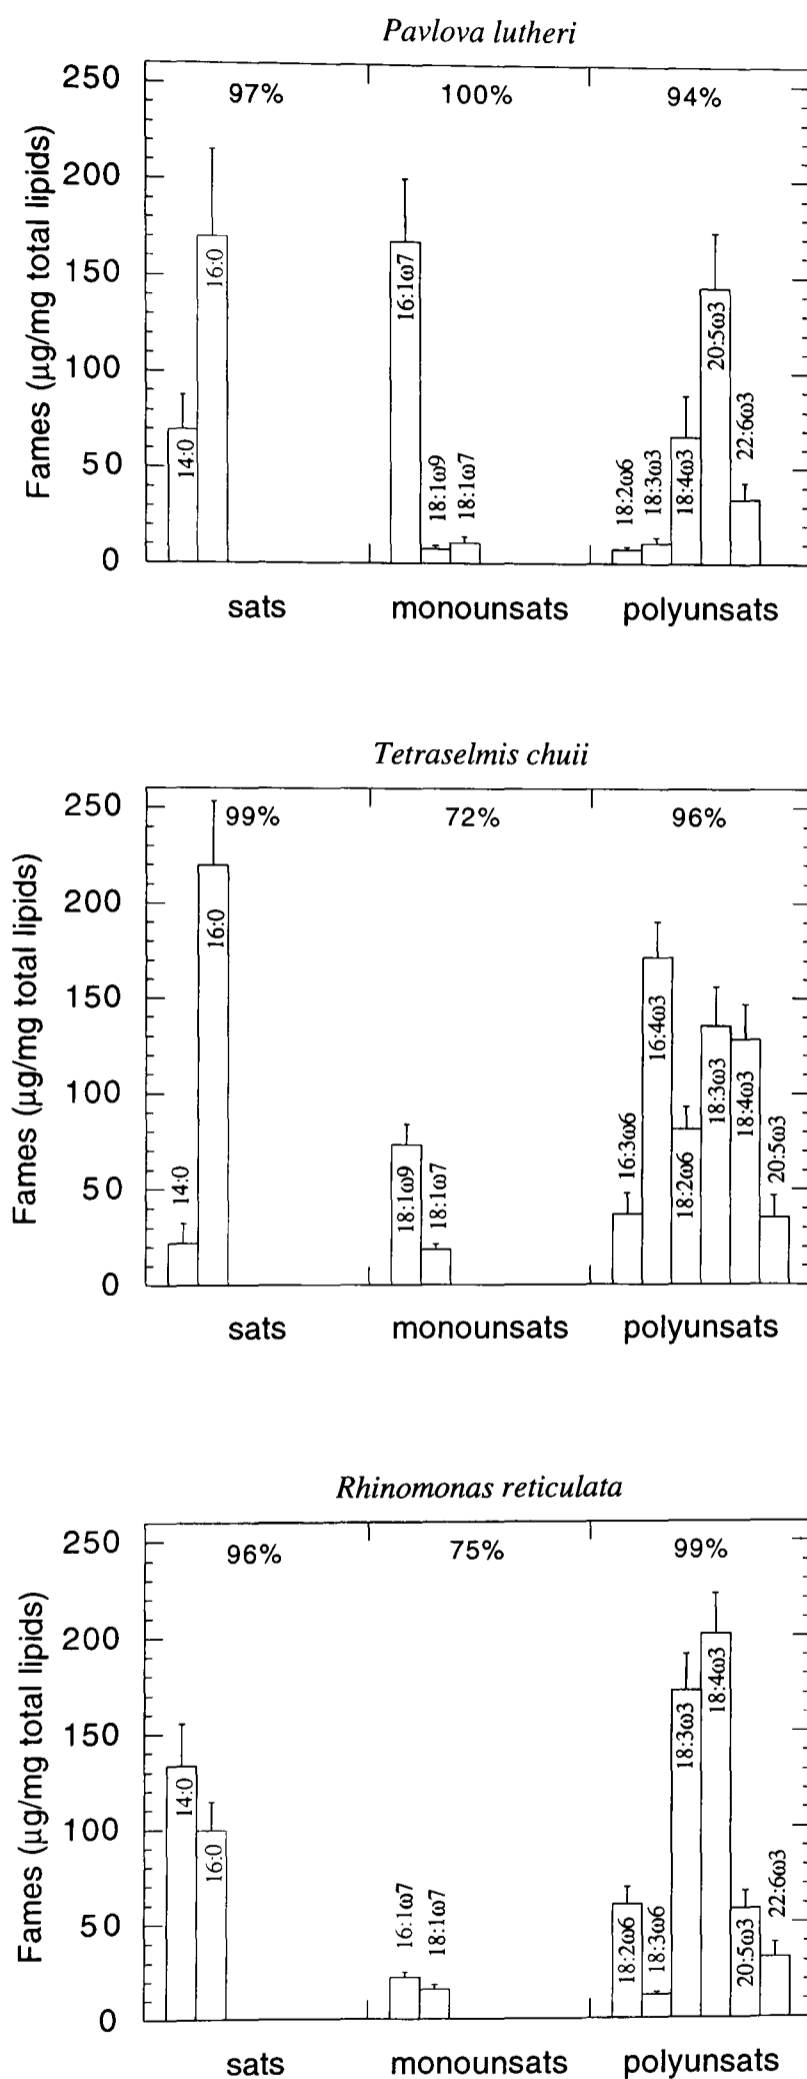 Pavlova lutheri
97% 100% 94%
Fames (μg/mg total lipids)
250
200
150
100
50
0
14:0
16:0
16:1ω7
18:1ω9
18:1ω7
18:2ω6
18:3ω3
18:4ω3
20:5ω3
22:6ω3
sats monounsats polyunsats
Tetraselmis chuii
99% 72% 96%
Fames (μg/mg total lipids)
250
200
150
100
50
0
14:0
16:0
18:1ω9
18:1ω7
16:3ω6
16:4ω3
18:2ω6
18:3ω3
18:4ω3
20:5ω3
sats monounsats polyunsats
Rhinomonas reticulata
96% 75% 99%
Fames (μg/mg total lipids)
250
200
150
100
50
0
14:0
16:0
16:1ω7
18:1ω7
18:2ω6
18:3ω6
18:3ω3
18:4ω3
20:5ω3
22:6ω3
sats monounsats polyunsats